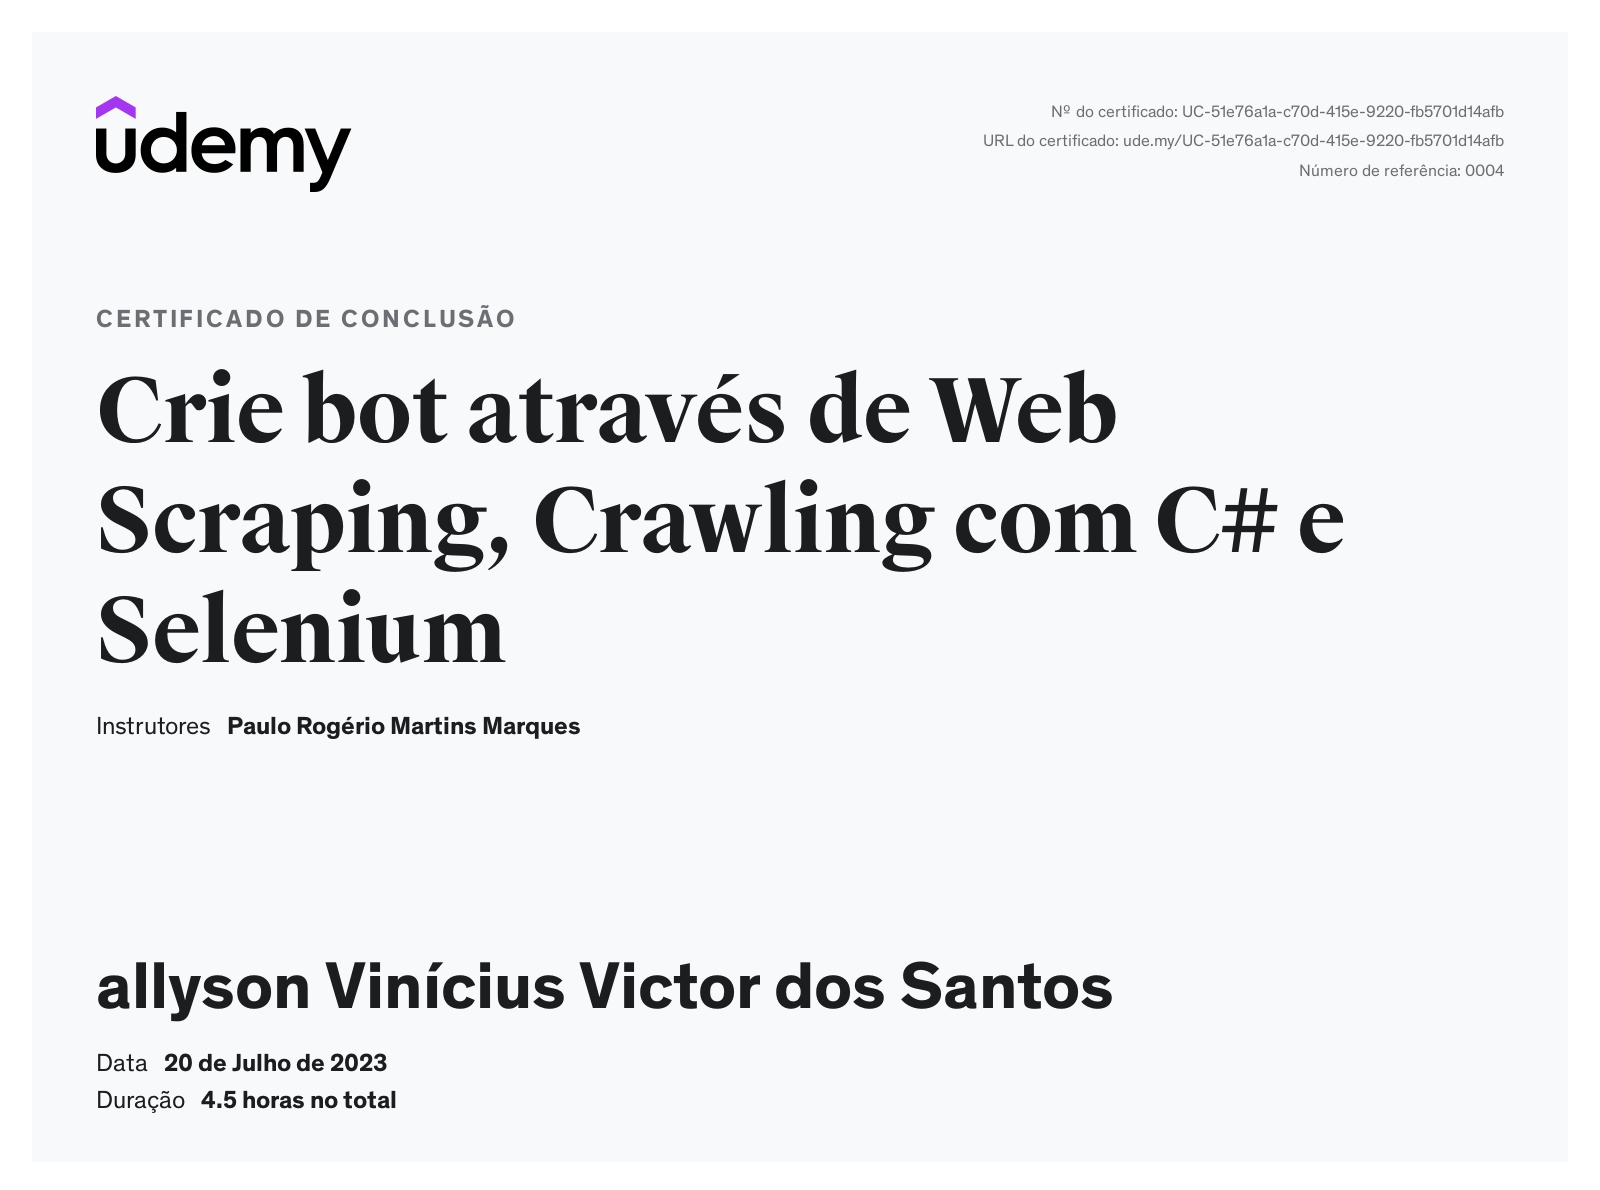 udemy
Nº do certificado: UC-51e76a1a-c70d-415e-9220-fb5701d14afb
URL do certificado: ude.my/UC-51e76a1a-c70d-415e-9220-fb5701d14afb
Número de referência: 0004
CERTIFICADO DE CONCLUSÃO
Crie bot através de Web
Scraping, Crawling com C# e
Selenium
Instrutores Paulo Rogério Martins Marques
allyson Vinícius Victor dos Santos
Data 20 de Julho de 2023
Duração 4.5 horas no total